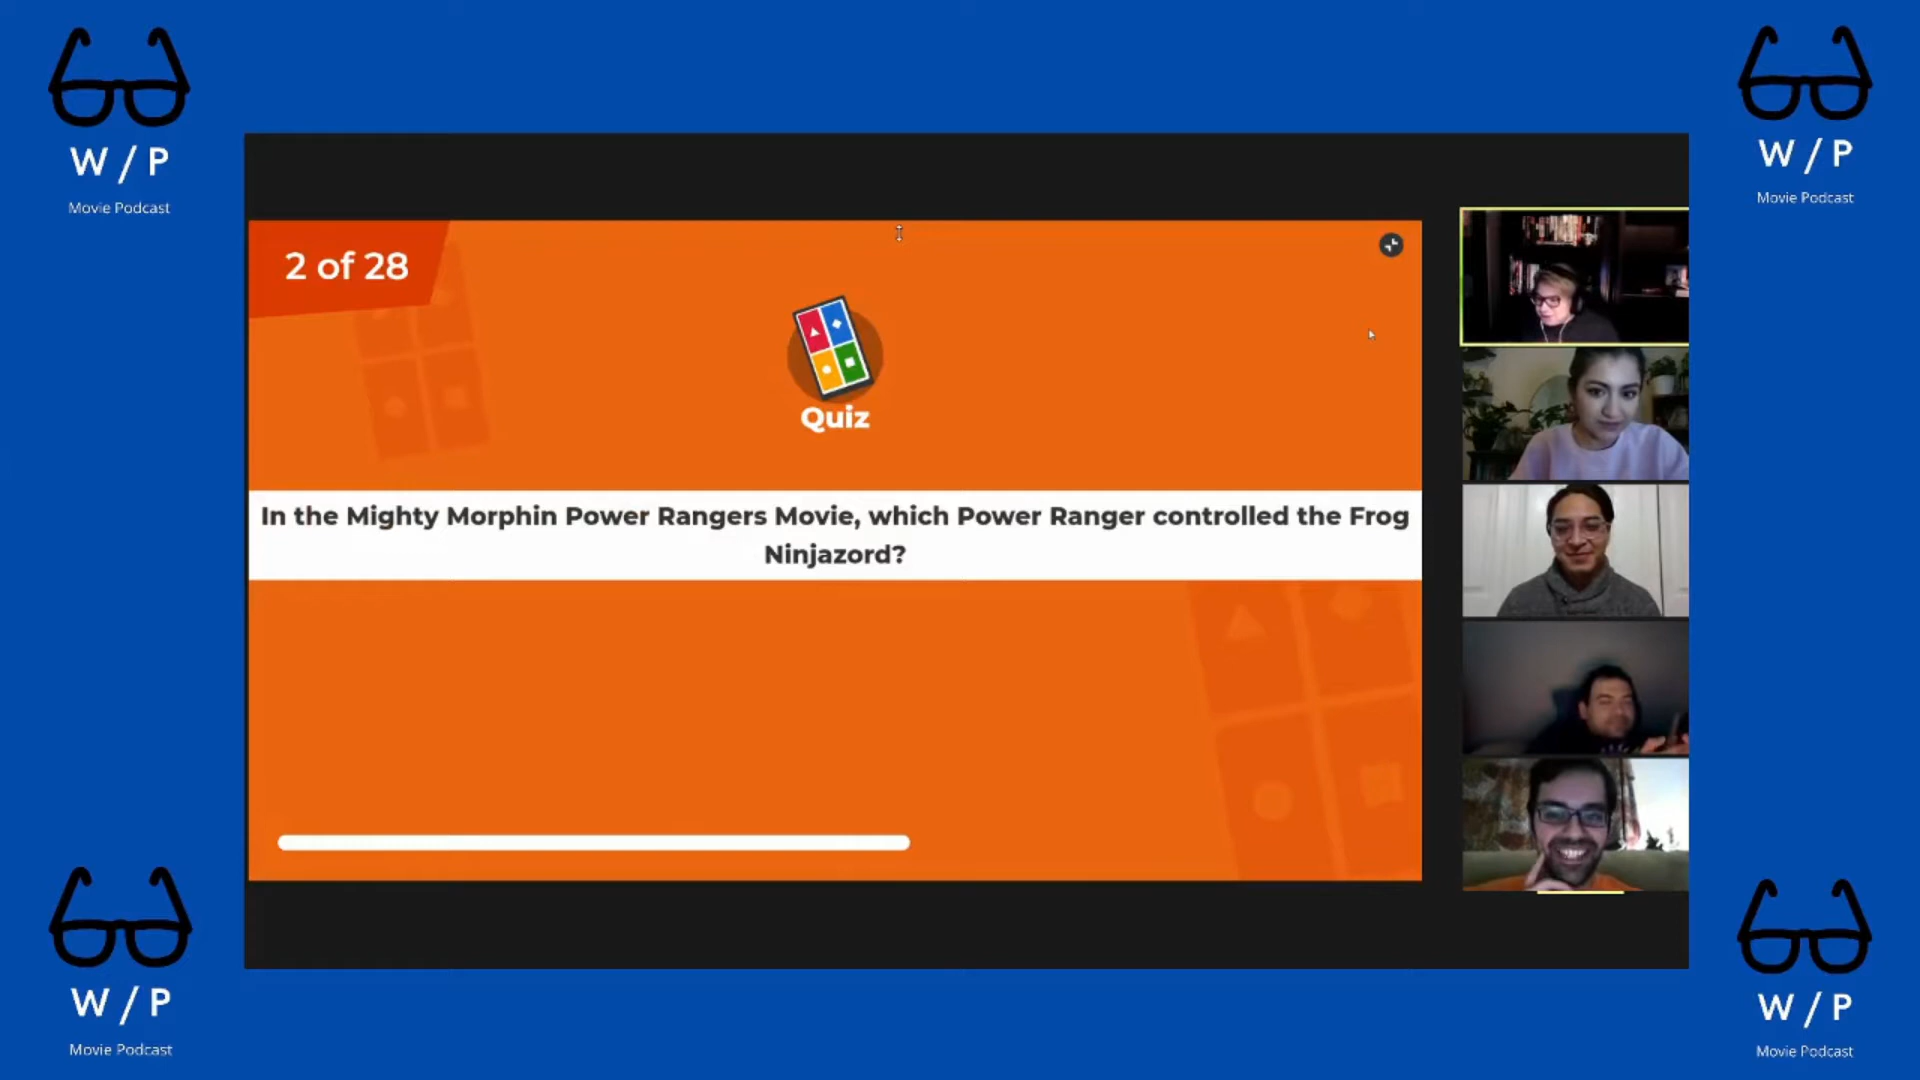 W / P
Movie Podcast
W / P
Movie Podcast
2 of 28
Quiz
In the Mighty Morphin Power Rangers Movie, which Power Ranger controlled the Frog
Ninjazord?
W / P
Movie Podcast
W / P
Movie Podcast